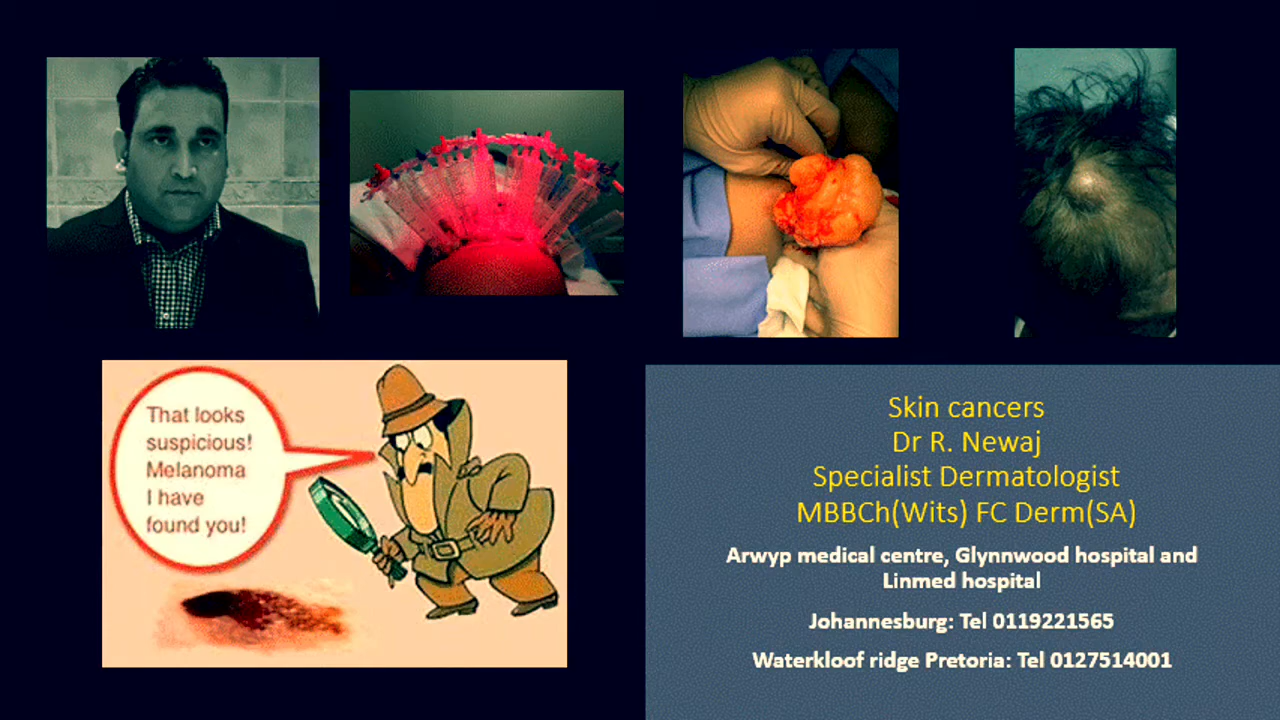 That looks
suspicious!
Melanoma
I have
found you!
Skin cancers
Dr R. Newaj
Specialist Dermatologist
MBBCh(Wits) FC Derm(SA)
Arwyp medical centre, Glynnwood hospital and
Linmed hospital
Johannesburg: Tel 0119221565
Waterkloof ridge Pretoria: Tel 0127514001